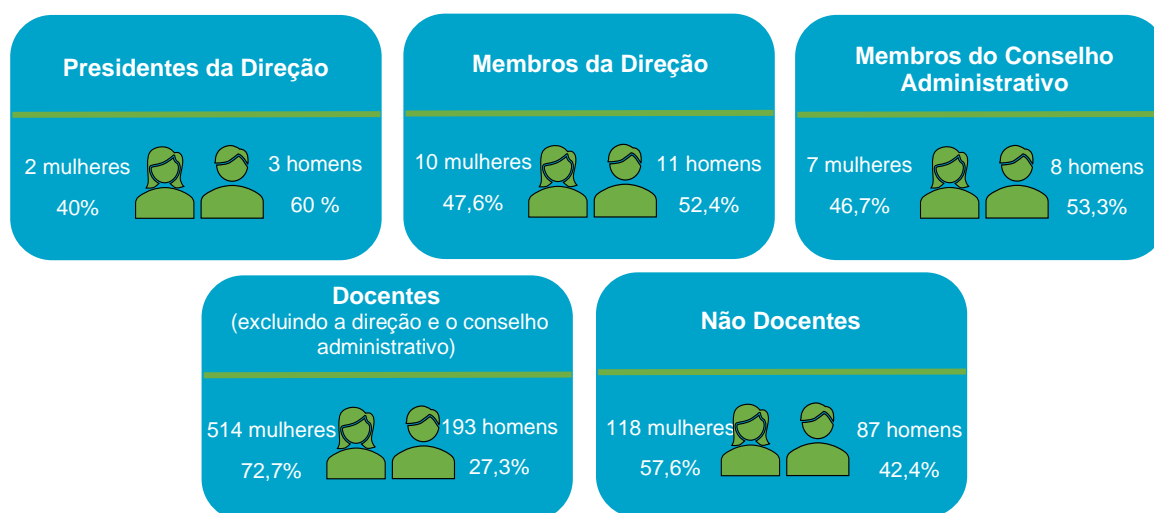 Presidentes da Direção
2 mulheres
40%
3 homens
60 %
Membros da Direção
10 mulheres
47,6%
11 homens
52,4%
Membros do Conselho
Administrativo
7 mulheres
46,7%
8 homens
53,3%
Docentes
(excluindo a direção e o conselho
administrativo)
514 mulheres
72,7%
193 homens
27,3%
Não Docentes
118 mulheres
57,6%
87 homens
42,4%